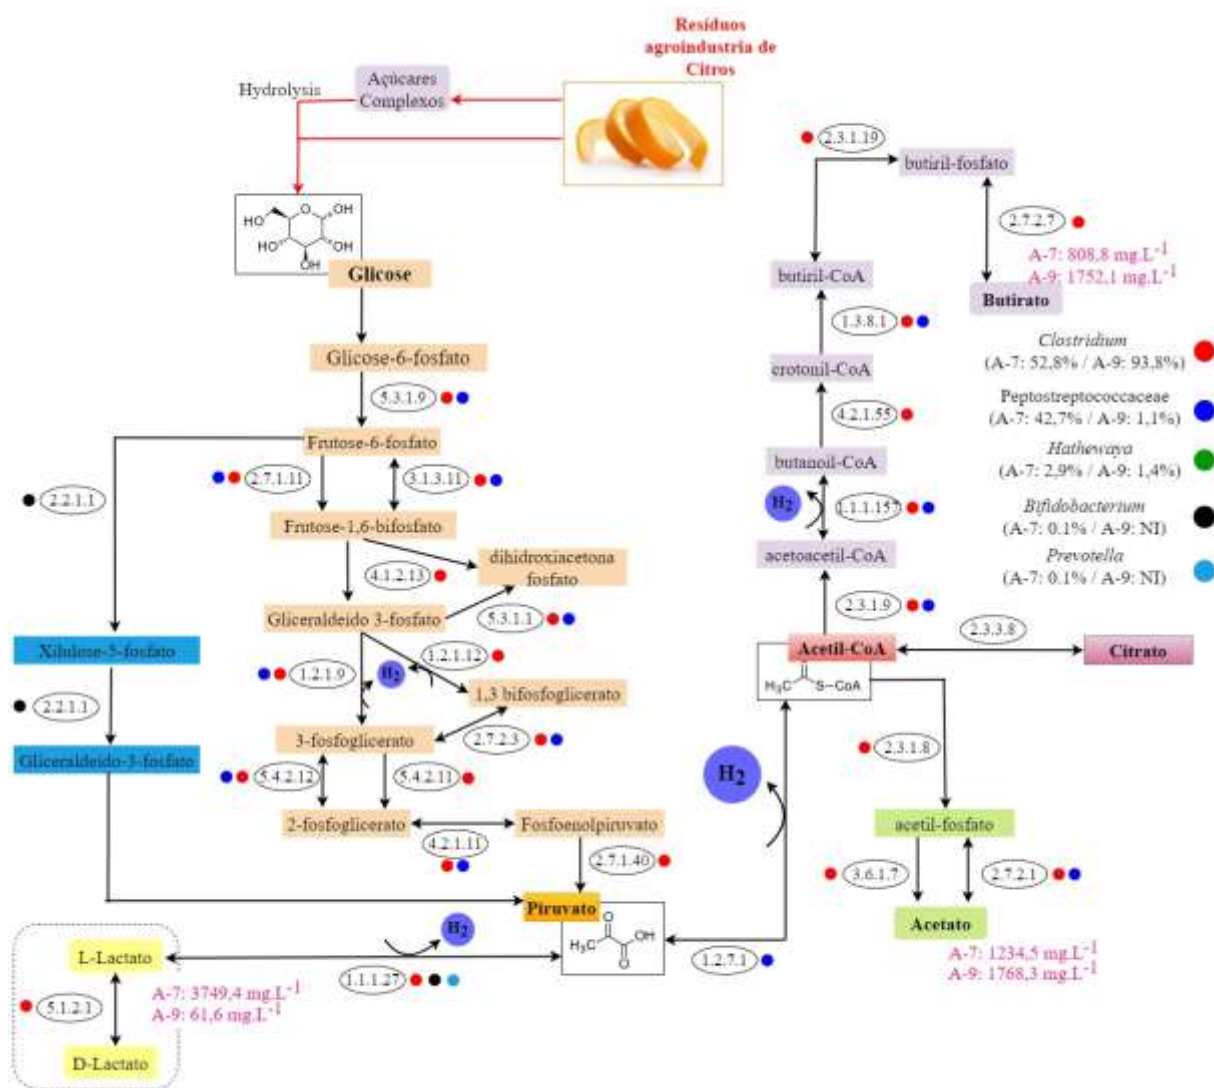 Resíduos
agroindustria de
Citros
Hydrolysis
Açúcares
Complexos
O
OH
HO
HO
OH
OH
Glicose
Glicose-6-fosfato
5.3.1.9
Frutose-6-fosfato
2.2.1.1
2.7.1.11
3.1.3.11
Frutose-1,6-bifosfato
4.1.2.13
dihidroxiacetona
fosfato
Gliceraldeido 3-fosfato
5.3.1.1
Xilulose-5-fosfato
1.2.1.9
H2
1.2.1.12
1,3 bifosfoglicerato
2.2.1.1
3-fosfoglicerato
2.7.2.3
Gliceraldeido-3-fosfato
5.4.2.12
5.4.2.11
2-fosfoglicerato
Fosfoenolpiruvato
4.2.1.11
2.7.1.40
Piruvato
H3C
O
OH
O
H2
1.1.1.27
L-Lactato
5.1.2.1
A-7: 3749,4 mg.L-1
A-9: 61,6 mg.L-1
D-Lactato
1.2.7.1
H2
2.3.1.19
butiril-fosfato
2.7.2.7
A-7: 808,8 mg.L-1
A-9: 1752,1 mg.L-1
Butirato
butiril-CoA
1.3.8.1
crotonil-CoA
4.2.1.55
butanoil-CoA
H2
1.1.1.157
acetoacetil-CoA
2.3.1.9
Acetil-CoA
O
H3C
S-CoA
2.3.3.8
Citrato
2.3.1.8
acetil-fosfato
3.6.1.7
2.7.2.1
Acetato
A-7: 1234,5 mg.L-1
A-9: 1768,3 mg.L-1
Clostridium
(A-7: 52,8% / A-9: 93,8%)
Peptostreptococcaceae
(A-7: 42,7% / A-9: 1,1%)
Hathewaya
(A-7: 2,9% / A-9: 1,4%)
Bifidobacterium
(A-7: 0.1% / A-9: NI)
Prevotella
(A-7: 0.1% / A-9: NI)